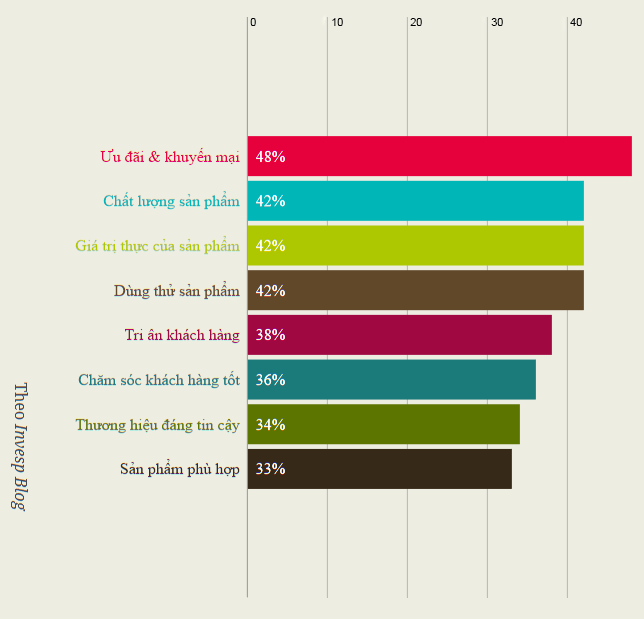 0 10 20 30 40
Ưu đãi & khuyến mại 48%
Chất lượng sản phẩm 42%
Giá trị thực của sản phẩm 42%
Dùng thử sản phẩm 42%
Tri ân khách hàng 38%
Chăm sóc khách hàng tốt 36%
Thương hiệu đáng tin cậy 34%
Sản phẩm phù hợp 33%
Theo Invesp Blog